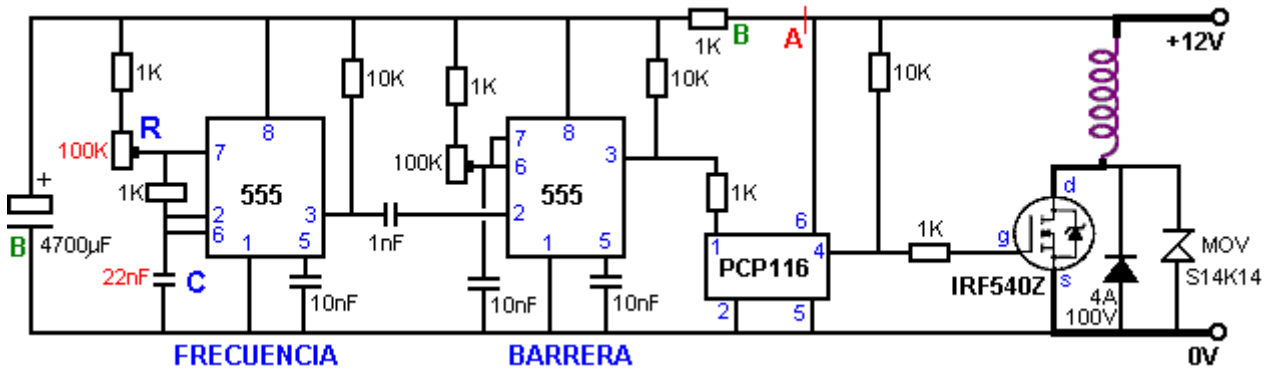 1K
B
A
+12V
1K
10K
1K
10K
10K
R
8
8
100K
7
7
3
100K
6
+
1K
555
555
1K
d
2
3
2
6
B
4700µF
6
1nF
1K
g
1
5
1
5
1
4
MOV
22nF
C
PCP116
IRF540Z
s
S14K14
10nF
10nF
10nF
2
5
4A
100V
FRECUENCIA
BARRERA
0V